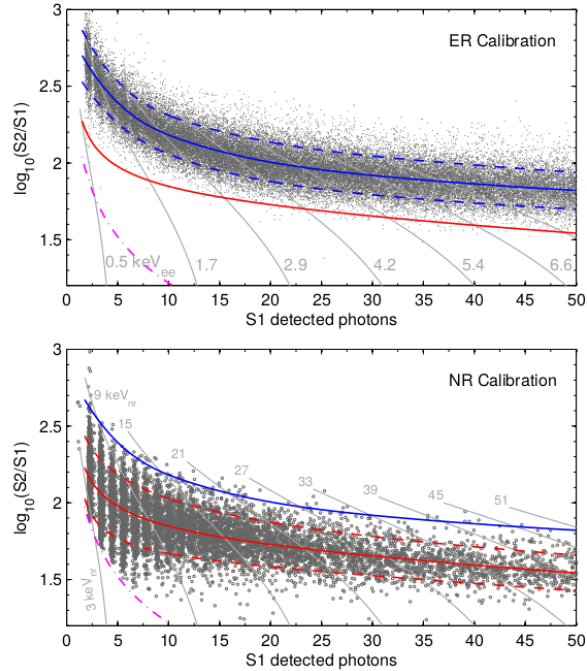 3
ER Calibration
2.5
log10(S2/S1)
2
1.5
0.5 keVee 1.7 2.9 4.2 5.4 6.6
0 5 10 15 20 25 30 35 40 45 50
S1 detected photons
3
NR Calibration
9 keVnr
15 21 27 33 39 45 51
2.5
log10(S2/S1)
2
1.5
3 keVnr
0 5 10 15 20 25 30 35 40 45 50
S1 detected photons